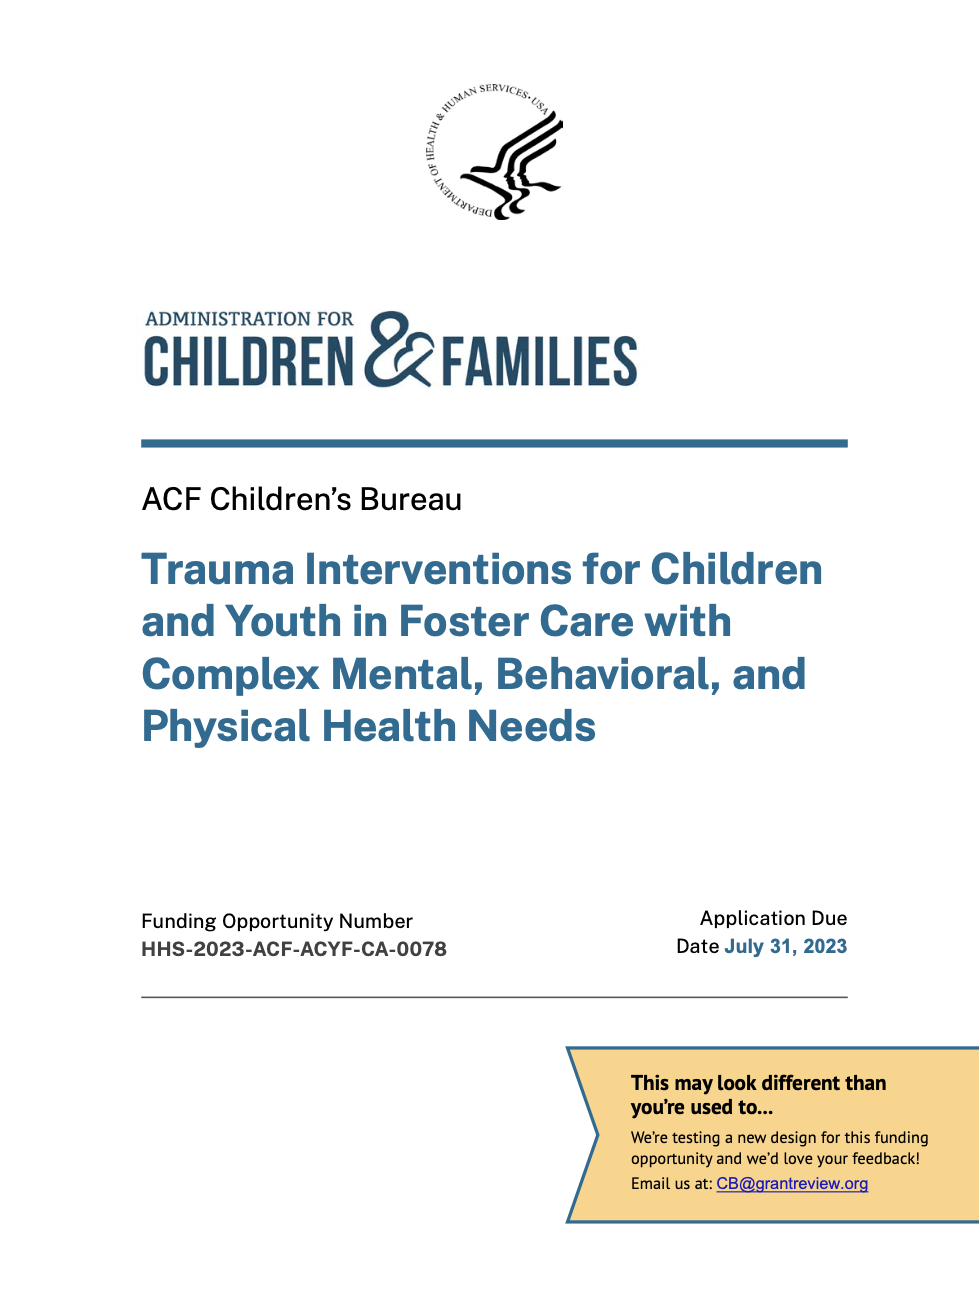 DEPARTMENT OF HEALTH & HUMAN SERVICES • USA
ADMINISTRATION FOR
CHILDREN & FAMILIES
ACF Children’s Bureau
Trauma Interventions for Children
and Youth in Foster Care with
Complex Mental, Behavioral, and
Physical Health Needs
Funding Opportunity Number
HHS-2023-ACF-ACYF-CA-0078
Application Due
Date July 31, 2023
This may look different than
you’re used to...
We’re testing a new design for this funding
opportunity and we’d love your feedback!
Email us at: CB@grantreview.org